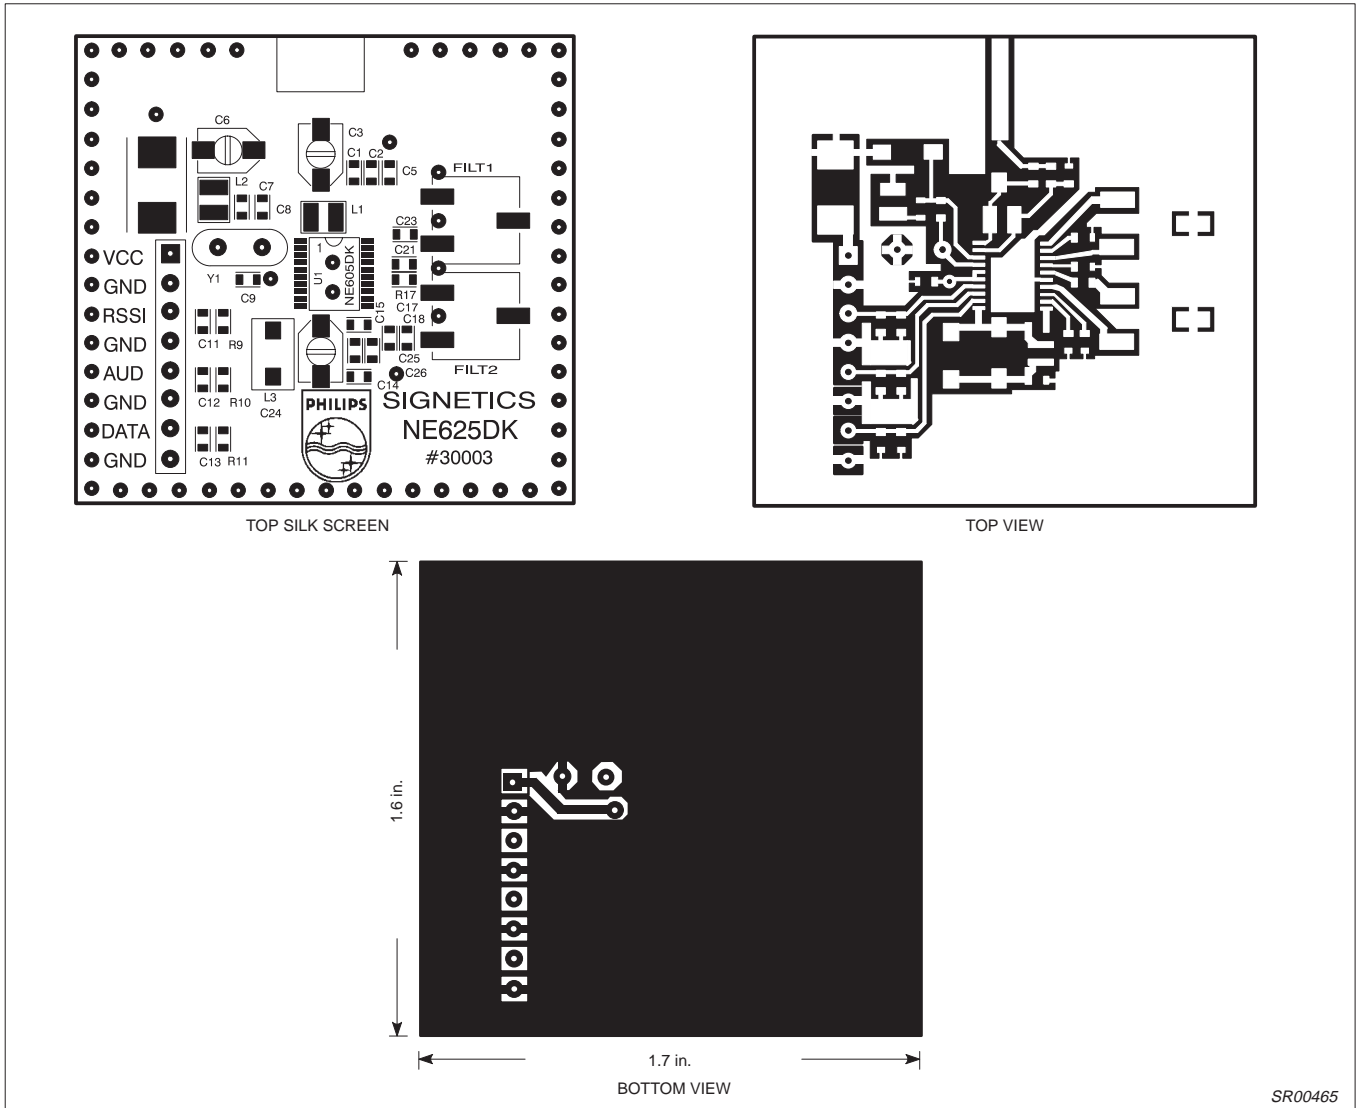 C6
C3
C1 C2
C5
FILT1
L2
C7
C8
L1
C23
VCC
1
C21
Y1
U1
NE605DK
GND
C9
R17
RSSI
C17
C15
C18
C11 R9
GND
C25
FILT2
AUD
C26
C14
L3
C12 R10
C24
GND
PHILIPS
SIGNETICS
DATA
NE625DK
GND
C13 R11
#30003
TOP SILK SCREEN
TOP VIEW
1.6 in.
1.7 in.
BOTTOM VIEW
SR00465